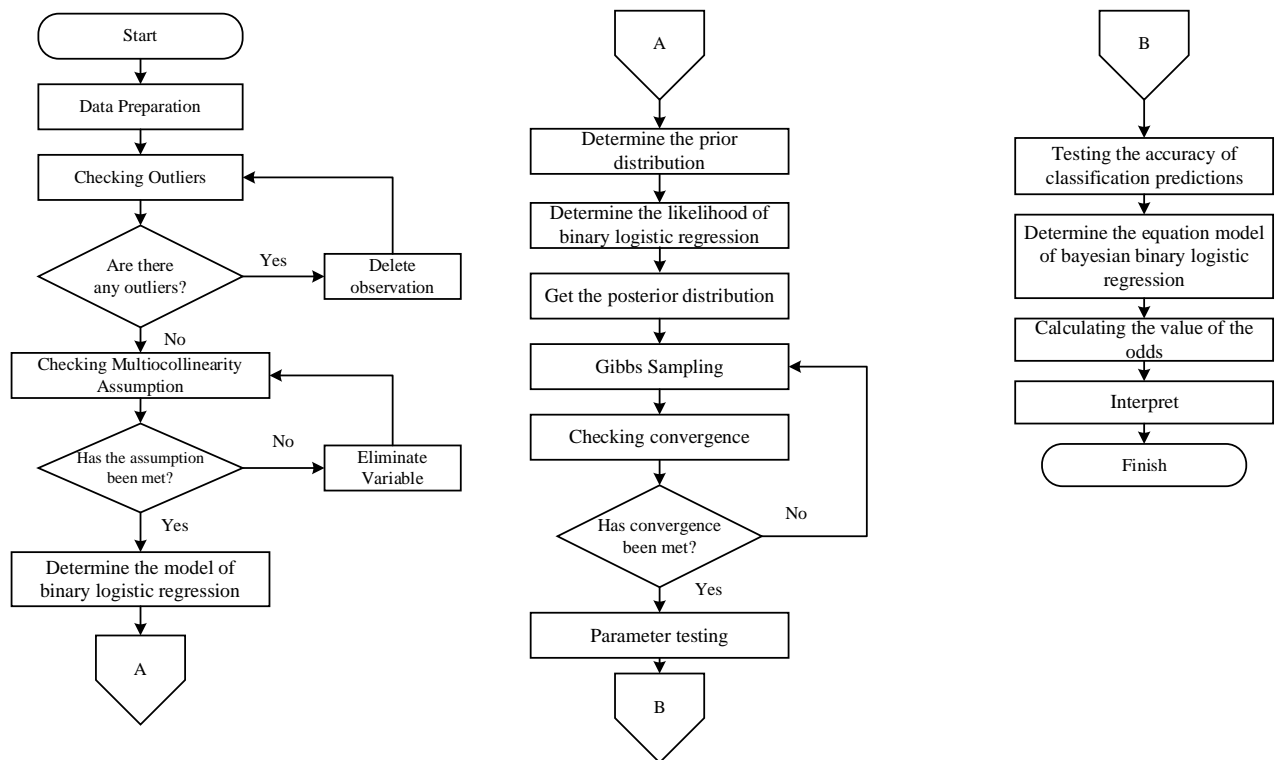 Start
Data Preparation
Checking Outliers
Are there
any outliers?
Yes
Delete
observation
No
Checking Multiocollinearity
Assumption
Has the assumption
been met?
No
Eliminate
Variable
Yes
Determine the model of
binary logistic regression
A
A
Determine the prior
distribution
Determine the likelihood of
binary logistic regression
Get the posterior distribution
Gibbs Sampling
Checking convergence
Has convergence
been met?
No
Yes
Parameter testing
B
B
Testing the accuracy of
classification predictions
Determine the equation model
of bayesian binary logistic
regression
Calculating the value of the
odds
Interpret
Finish